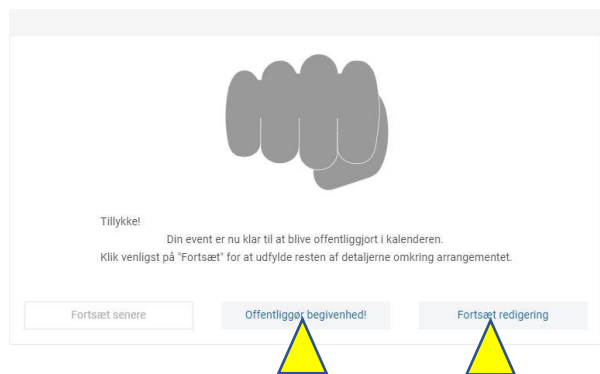 Tillykke!
Din event er nu klar til at blive offentliggjort i kalenderen.
Klik venligst på "Fortsæt" for at udfylde resten af detaljerne omkring arrangementet.
Fortsæt senere
Offentliggør begivenhed!
Fortsæt redigering